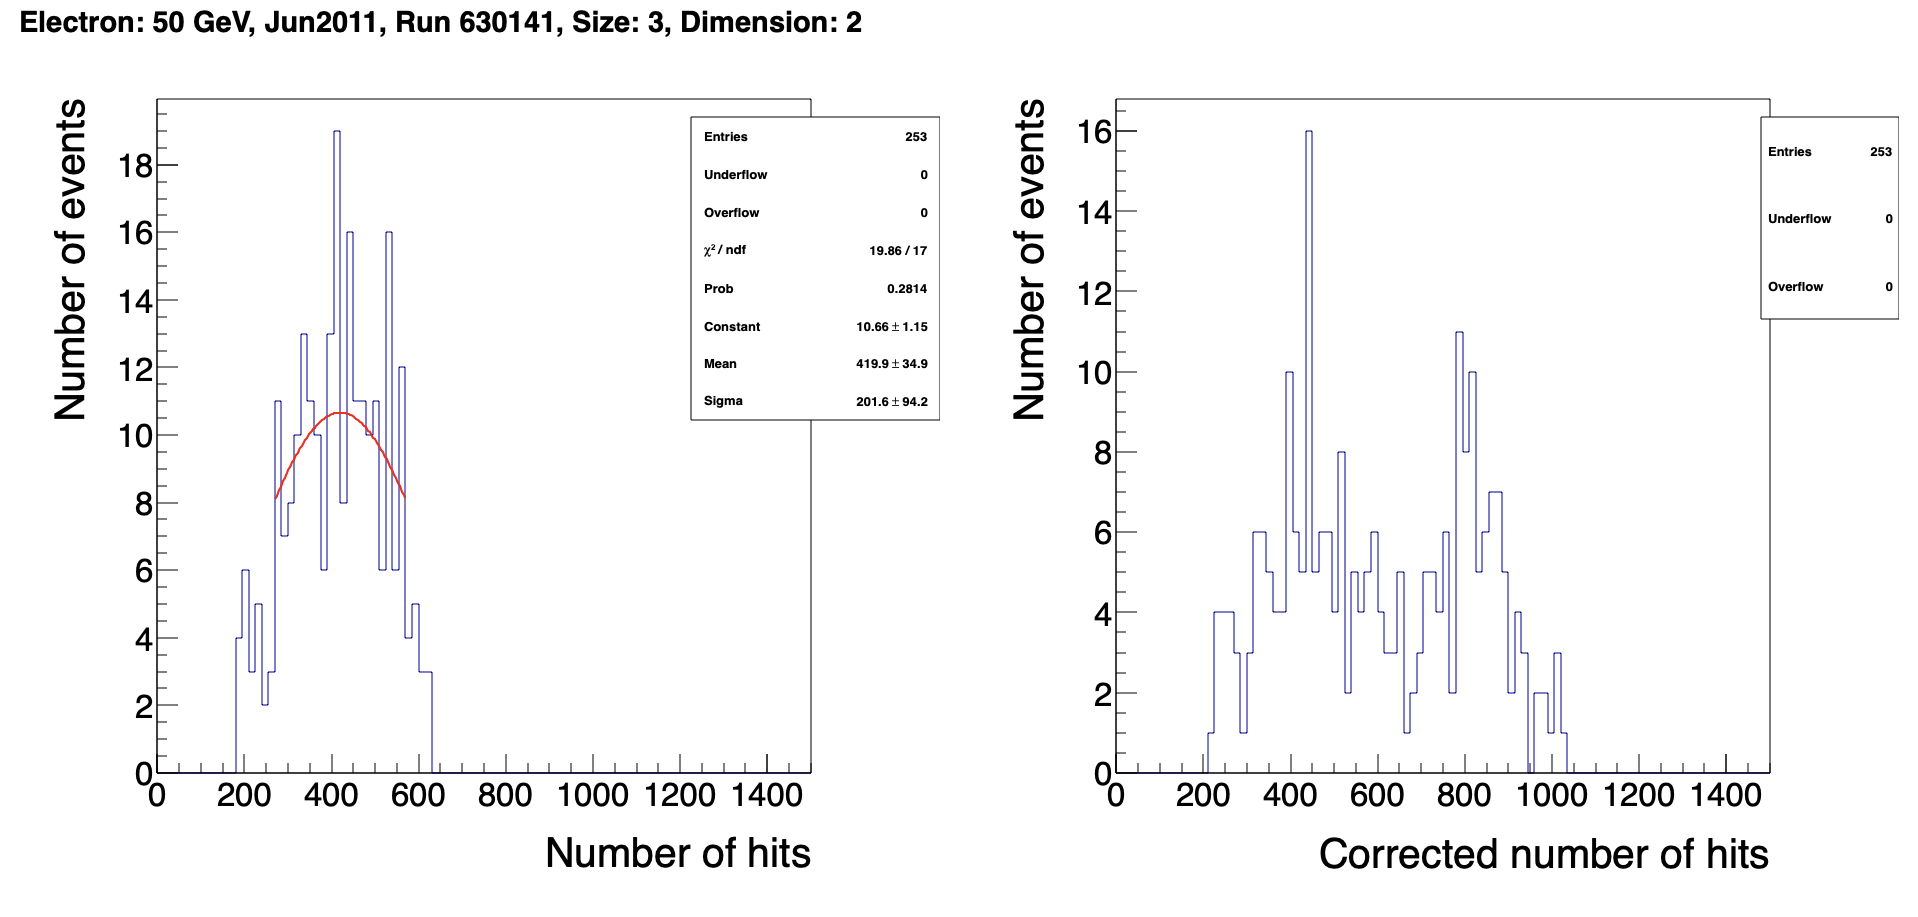 Electron: 50 GeV, Jun2011, Run 630141, Size: 3, Dimension: 2
Number of events
18
16
14
12
10
8
6
4
2
0
0 200 400 600 800 1000 1200 1400
Number of hits
Entries 253
Underflow 0
Overflow 0
χ² / ndf 19.86 / 17
Prob 0.2814
Constant 10.66 ± 1.15
Mean 419.9 ± 34.9
Sigma 201.6 ± 94.2
Number of events
16
14
12
10
8
6
4
2
0
0 200 400 600 800 1000 1200 1400
Corrected number of hits
Entries 253
Underflow 0
Overflow 0